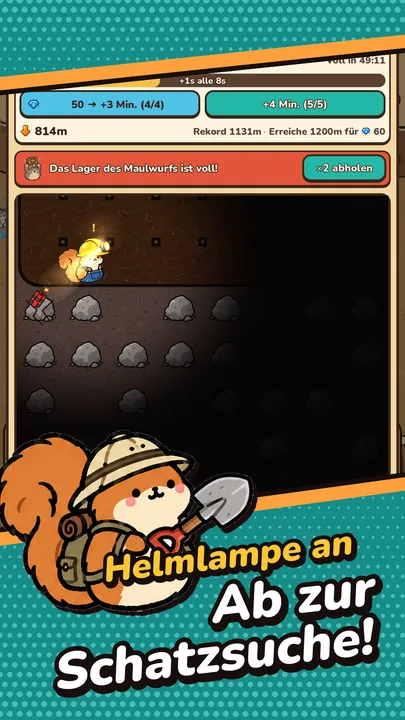 Voll in 49:11
+1s alle 8s
50 → +3 Min. (4/4)
+4 Min. (5/5)
814m
Rekord 1131m · Erreiche 1200m für 60
Das Lager des Maulwurfs ist voll!
×2 abholen
!
Helmlampe an
Ab zur
Schatzsuche!